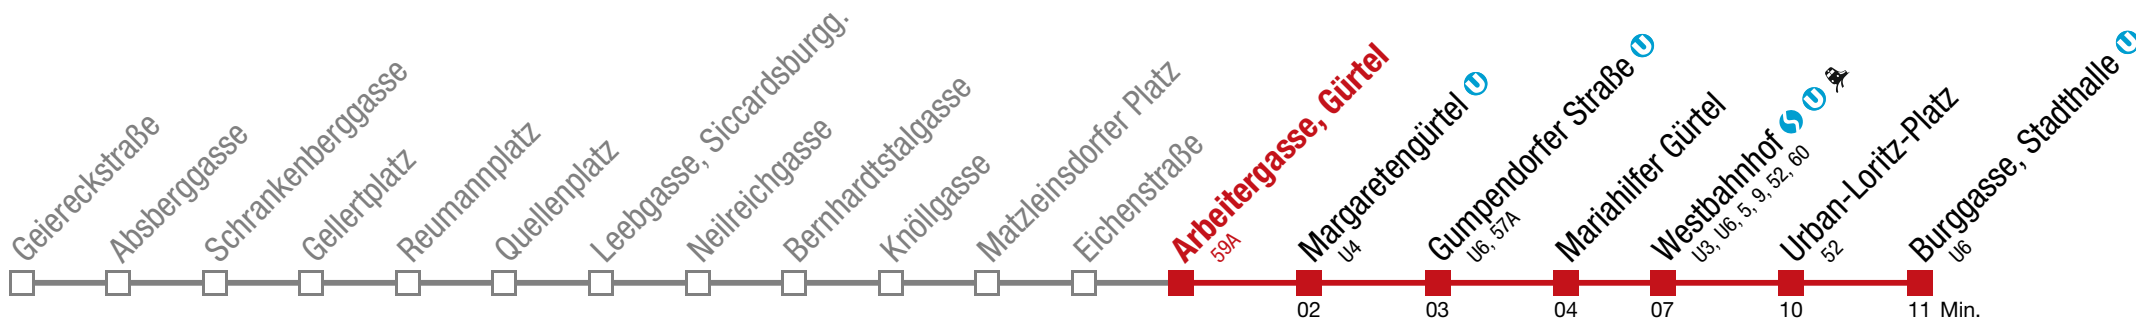 Geiereckstraße
Absberggasse
Schrankenberggasse
Gellertplatz
Reumannplatz
Quellenplatz
Leebgasse, Siccardsburgg.
Neilreichgasse
Bernhardtstalgasse
Knöllgasse
Matzleinsdorfer Platz
Eichenstraße
Arbeitergasse, Gürtel
59A
Margaretengürtel U
U4
Gumpendorfer Straße U
U6, 57A
Mariahilfer Gürtel
Westbahnhof S U
U3, U6, 5, 9, 52, 60
Urban-Loritz-Platz
52
Burggasse, Stadthalle U
U6
02 03 04 07 10 11 Min.